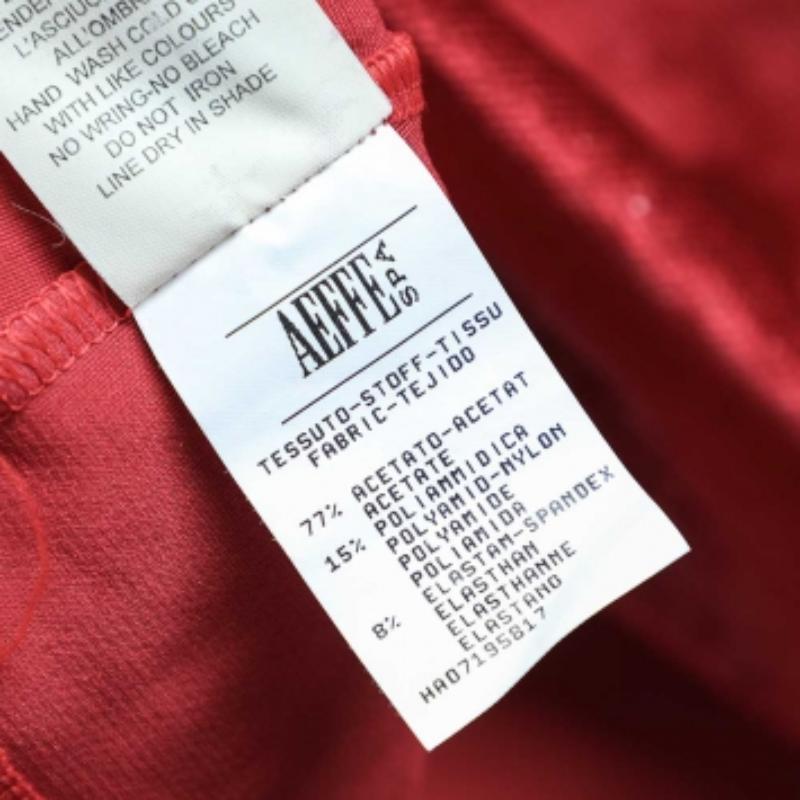 L'ASCIUG
ALL'OMBR
HAND WASH COLD
WITH LIKE COLOURS
NO WRING-NO BLEACH
DO NOT IRON
LINE DRY IN SHADE
AEFFE SPA
TESSUTO-STOFF-TISSU
FABRIC-TEJIDO
77% ACETATO-ACETAT
ACETATE
15% POLIAMMIDICA
POLYAMID-NYLON
POLYAMIDE
POLIAMIDA
8% ELASTAM-SPANDEX
ELASTHAN
ELASTHANNE
ELASTANO
HA07195817